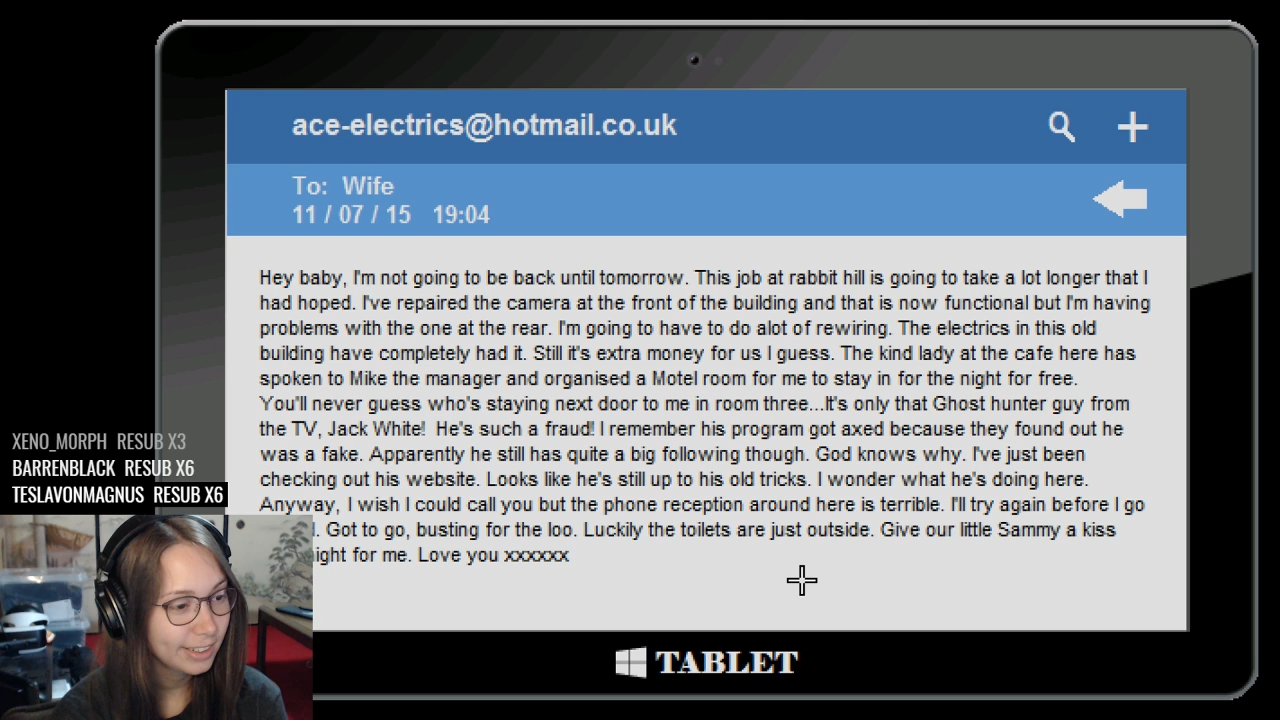 ace-electrics@hotmail.co.uk
To: Wife
11 / 07 / 15 19:04
Hey baby, I'm not going to be back until tomorrow. This job at rabbit hill is going to take a lot longer that I
had hoped. I've repaired the camera at the front of the building and that is now functional but I'm having
problems with the one at the rear. I'm going to have to do alot of rewiring. The electrics in this old
building have completely had it. Still it's extra money for us I guess. The kind lady at the cafe here has
spoken to Mike the manager and organised a Motel room for me to stay in for the night for free.
You'll never guess who's staying next door to me in room three...It's only that Ghost hunter guy from
the TV, Jack White! He's such a fraud! I remember his program got axed because they found out he
was a fake. Apparently he still has quite a big following though. God knows why. I've just been
checking out his website. Looks like he's still up to his old tricks. I wonder what he's doing here.
Anyway, I wish I could call you but the phone reception around here is terrible. I'll try again before I go
Got to go, busting for the loo. Luckily the toilets are just outside. Give our little Sammy a kiss
for me. Love you xxxxxx
XENO_MORPH RESUB X3
BARRENBLACK RESUB X6
TESLAVONMAGNUS RESUB X6
TABLET